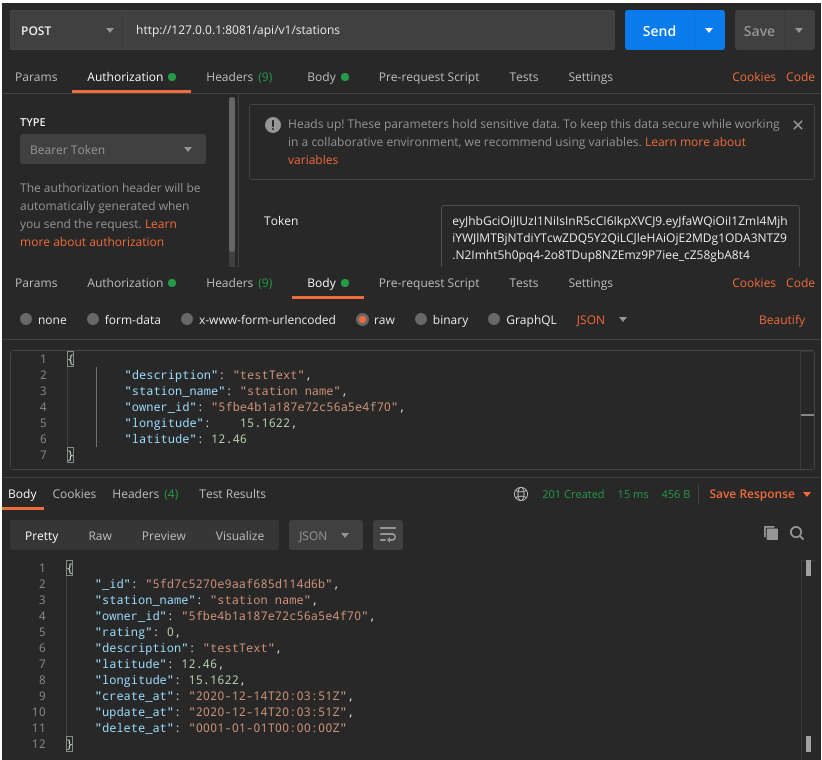 POST http://127.0.0.1:8081/api/v1/stations Send Save
Params Authorization Headers (9) Body Pre-request Script Tests Settings Cookies Code
TYPE
Bearer Token
The authorization header will be
automatically generated when
you send the request. Learn
more about authorization
Heads up! These parameters hold sensitive data. To keep this data secure while working
in a collaborative environment, we recommend using variables. Learn more about
variables
Token
eyJhbGciOiJIUzI1NiIsInR5cCI6IkpXVCJ9.eyJfaWQiOiI1ZmI4Mjh
iYWJlMTBjNTdiYTcwZDQ5Y2QiLCJleHAiOjE2MDg1ODA3NTZ9
.N2Imht5h0pq4-2o8TDup8NZEmz9P7iee_cZ58gbA8t4
Params Authorization Headers (9) Body Pre-request Script Tests Settings Cookies Code
none form-data x-www-form-urlencoded raw binary GraphQL JSON Beautify
1 {
2 "description": "testText",
3 "station_name": "station name",
4 "owner_id": "5fbe4b1a187e72c56a5e4f70",
5 "longitude": 15.1622,
6 "latitude": 12.46
7 }
Body Cookies Headers (4) Test Results 201 Created 15 ms 456 B Save Response
Pretty Raw Preview Visualize JSON
1 {
2 "_id": "5fd7c5270e9aaf685d114d6b",
3 "station_name": "station name",
4 "owner_id": "5fbe4b1a187e72c56a5e4f70",
5 "rating": 0,
6 "description": "testText",
7 "latitude": 12.46,
8 "longitude": 15.1622,
9 "create_at": "2020-12-14T20:03:51Z",
10 "update_at": "2020-12-14T20:03:51Z",
11 "delete_at": "0001-01-01T00:00:00Z"
12 }